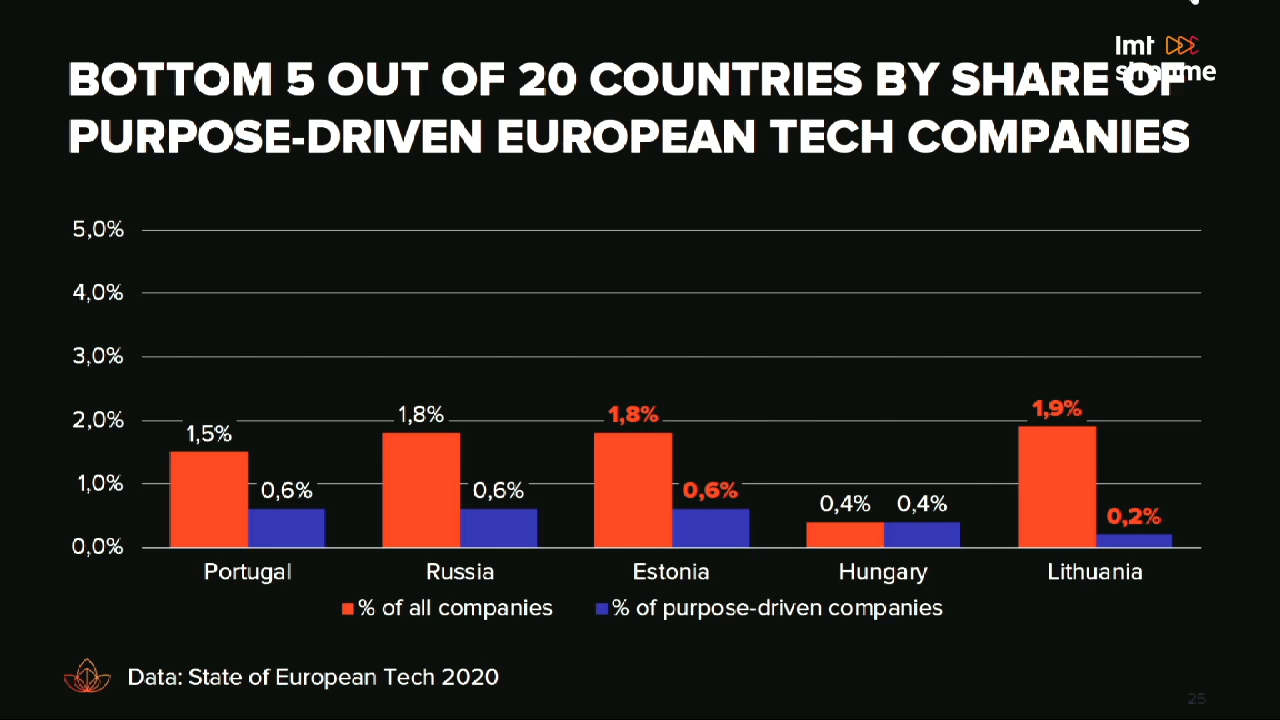 lmt
BOTTOM 5 OUT OF 20 COUNTRIES BY SHARE OF
PURPOSE-DRIVEN EUROPEAN TECH COMPANIES
5,0%
4,0%
3,0%
2,0%
1,0%
0,0%
1,5%
0,6%
1,8%
0,6%
1,8%
0,6%
0,4%
0,4%
1,9%
0,2%
Portugal
Russia
Estonia
Hungary
Lithuania
% of all companies
% of purpose-driven companies
Data: State of European Tech 2020
25